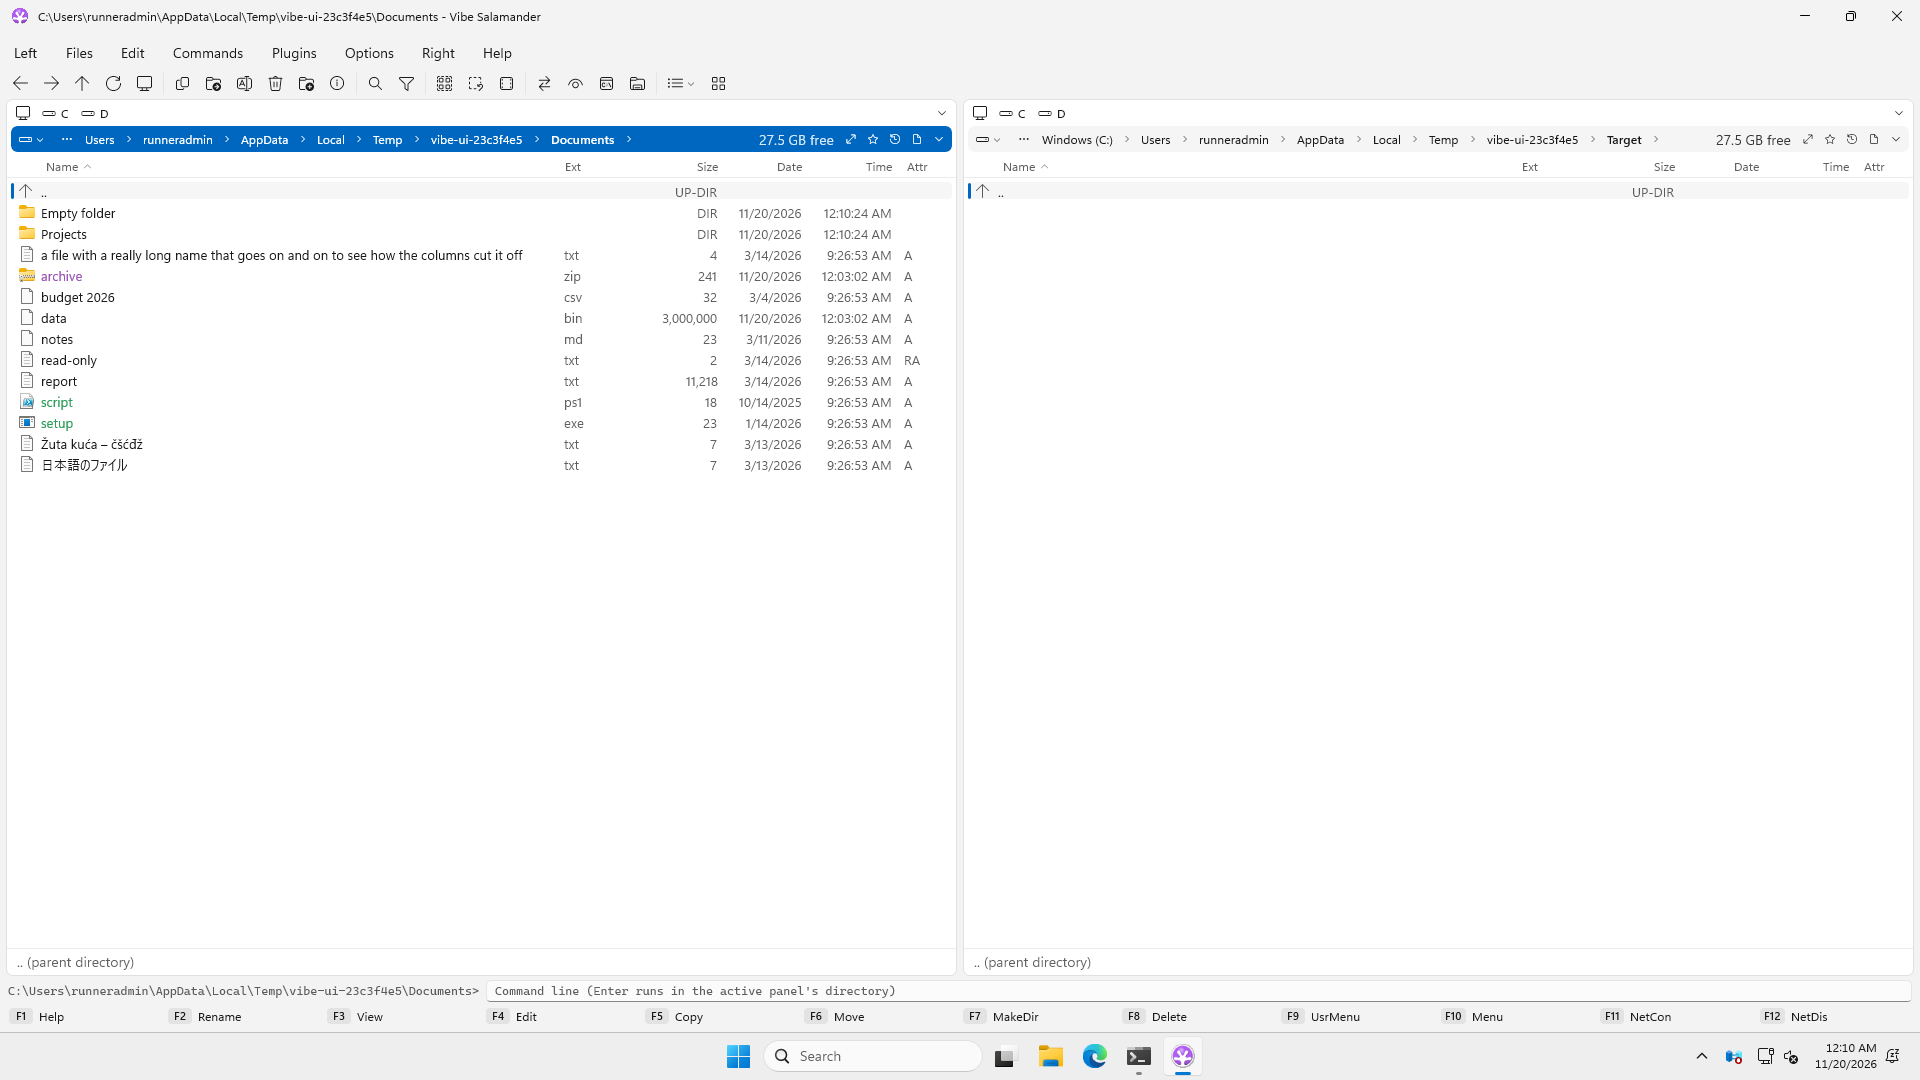 C:\Users\runneradmin\AppData\Local\Temp\vibe-ui-23c3f4e5\Documents - Vibe Salamander
Left Files Edit Commands Plugins Options Right Help
C D
Users runneradmin AppData Local Temp vibe-ui-23c3f4e5 Documents 27.5 GB free
Name Ext Size Date Time Attr
.. UP-DIR
Empty folder DIR 11/20/2026 12:10:24 AM
Projects DIR 11/20/2026 12:10:24 AM
a file with a really long name that goes on and on to see how the columns cut it off txt 4 3/14/2026 9:26:53 AM A
archive zip 241 11/20/2026 12:03:02 AM A
budget 2026 csv 32 3/4/2026 9:26:53 AM A
data bin 3,000,000 11/20/2026 12:03:02 AM A
notes md 23 3/11/2026 9:26:53 AM A
read-only txt 2 3/14/2026 9:26:53 AM RA
report txt 11,218 3/14/2026 9:26:53 AM A
script ps1 18 10/14/2025 9:26:53 AM A
setup exe 23 1/14/2026 9:26:53 AM A
Žuta kuća – čšćđž txt 7 3/13/2026 9:26:53 AM A
日本語のファイル txt 7 3/13/2026 9:26:53 AM A
.. (parent directory)
C D
Windows (C:) Users runneradmin AppData Local Temp vibe-ui-23c3f4e5 Target 27.5 GB free
Name Ext Size Date Time Attr
.. UP-DIR
.. (parent directory)
C:\Users\runneradmin\AppData\Local\Temp\vibe-ui-23c3f4e5\Documents> Command line (Enter runs in the active panel's directory)
F1 Help F2 Rename F3 View F4 Edit F5 Copy F6 Move F7 MakeDir F8 Delete F9 UsrMenu F10 Menu F11 NetCon F12 NetDis
Search
12:10 AM
11/20/2026